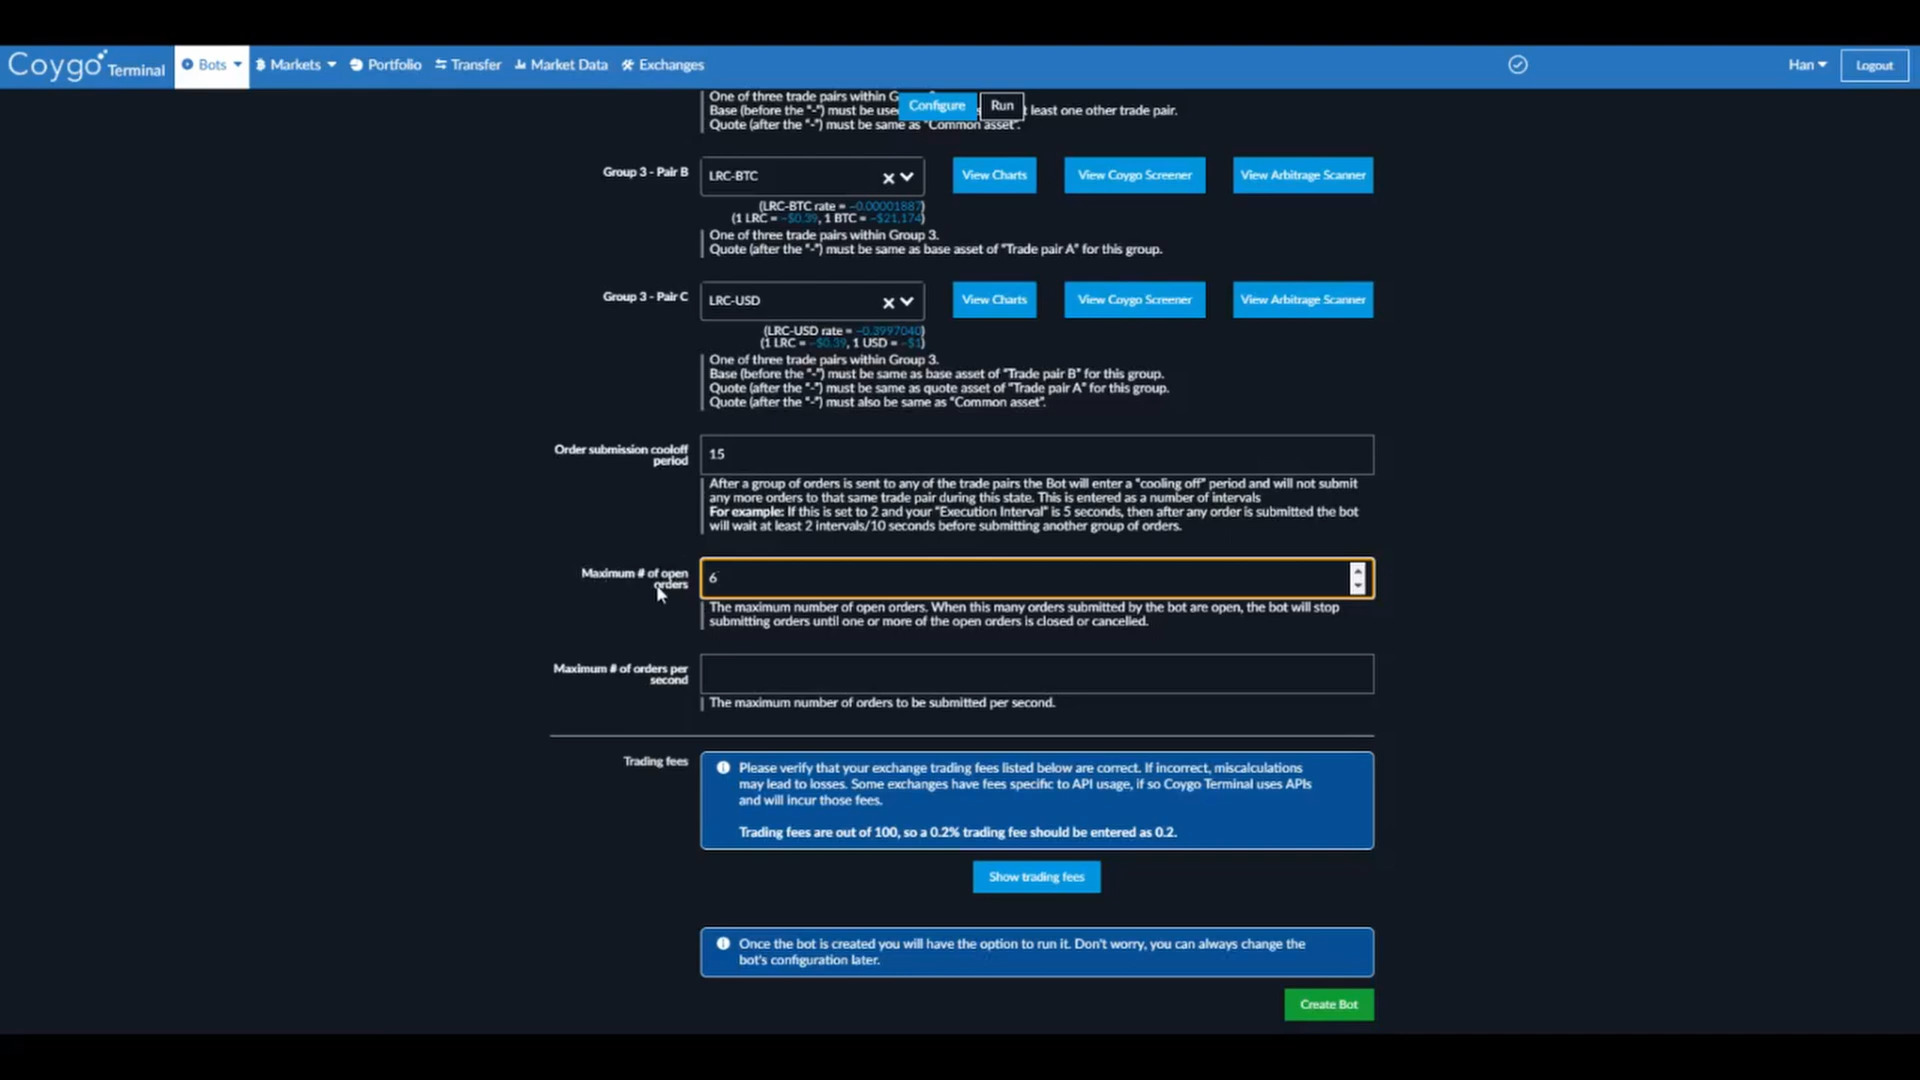 Coygo Terminal Bots Markets Portfolio Transfer Market Data Exchanges Han Logout
One of three trade pairs within G
Configure Run
Base (before the "-") must be use
t least one other trade pair.
Quote (after the "-") must be same as "Common asset".
Group 3 - Pair B LRC-BTC View Charts View Coygo Screener View Arbitrage Scanner
(LRC-BTC rate = ~0.00001887)
(1 LRC = ~$0.39, 1 BTC = ~$21,174)
One of three trade pairs within Group 3.
Quote (after the "-") must be same as base asset of "Trade pair A" for this group.
Group 3 - Pair C LRC-USD View Charts View Coygo Screener View Arbitrage Scanner
(LRC-USD rate = ~0.3997040)
(1 LRC = ~$0.39, 1 USD = ~$1)
One of three trade pairs within Group 3.
Base (before the "-") must be same as base asset of "Trade pair B" for this group.
Quote (after the "-") must be same as quote asset of "Trade pair A" for this group.
Quote (after the "-") must also be same as "Common asset".
Order submission cooloff
period
15
After a group of orders is sent to any of the trade pairs the Bot will enter a "cooling off" period and will not submit
any more orders to that same trade pair during this state. This is entered as a number of intervals
For example: If this is set to 2 and your "Execution Interval" is 5 seconds, then after any order is submitted the bot
will wait at least 2 intervals/10 seconds before submitting another group of orders.
Maximum # of open
orders
6
The maximum number of open orders. When this many orders submitted by the bot are open, the bot will stop
submitting orders until one or more of the open orders is closed or cancelled.
Maximum # of orders per
second
The maximum number of orders to be submitted per second.
Trading fees
Please verify that your exchange trading fees listed below are correct. If incorrect, miscalculations
may lead to losses. Some exchanges have fees specific to API usage, if so Coygo Terminal uses APIs
and will incur those fees.
Trading fees are out of 100, so a 0.2% trading fee should be entered as 0.2.
Show trading fees
Once the bot is created you will have the option to run it. Don't worry, you can always change the
bot's configuration later.
Create Bot